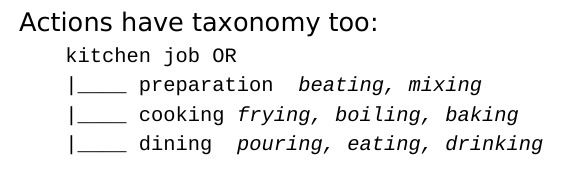 Actions have taxonomy too:
kitchen job OR
|____ preparation  beating, mixing
|____ cooking frying, boiling, baking
|____ dining  pouring, eating, drinking